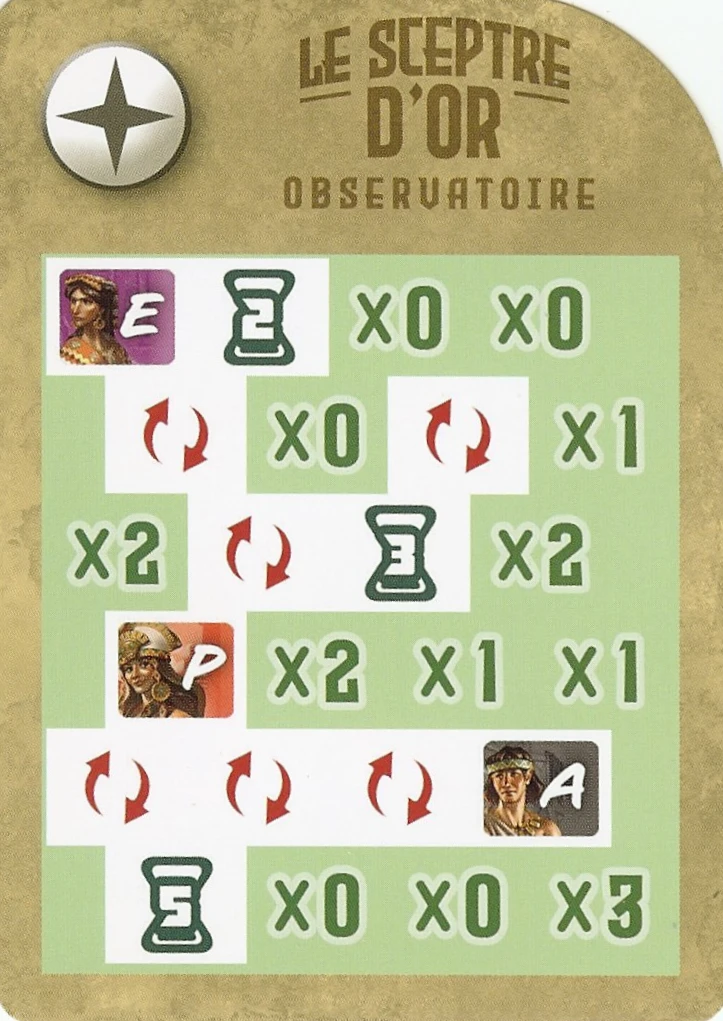 LE SCEPTRE
D'OR
OBSERVATOIRE
E 2 X0 X0
X0 X1
X2 3 X2
P X2 X1 X1
A
5 X0 X0 X3